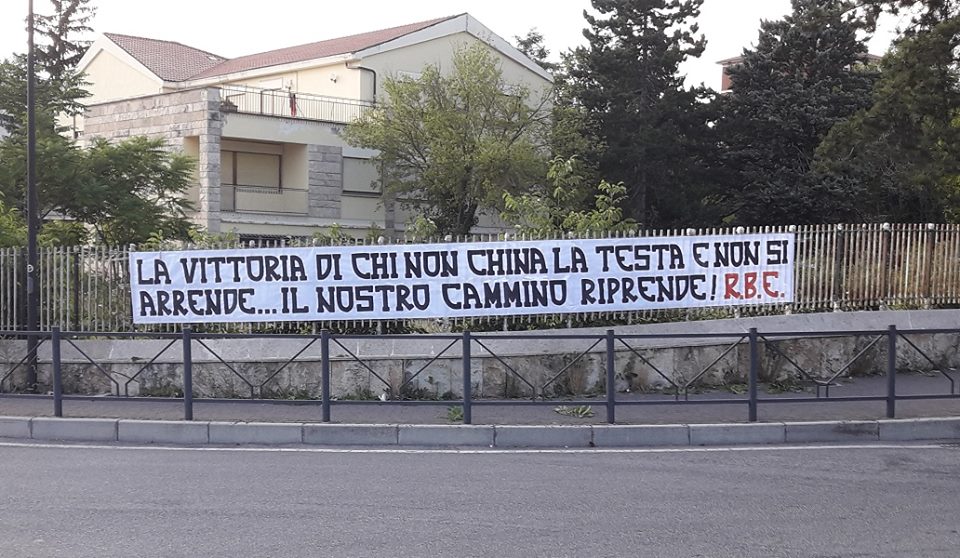 LA VITTORIA DI CHI NON CHINA LA TESTA E NON SI
ARRENDE... IL NOSTRO CAMMINO RIPRENDE! R.B.E.